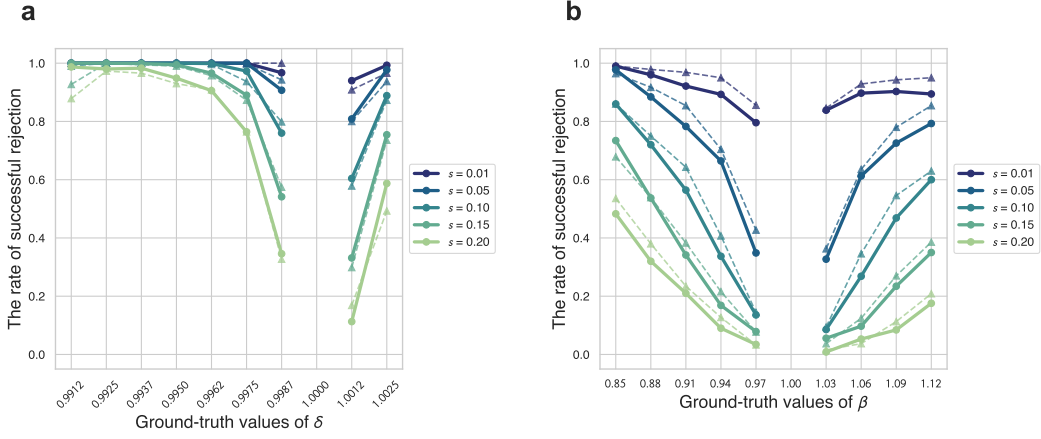 a
The rate of successful rejection
1.0
0.8
0.6
0.4
0.2
0.0
0.9912
0.9925
0.9937
0.9950
0.9962
0.9975
0.9987
1.0000
1.0012
1.0025
Ground-truth values of δ
s = 0.01
s = 0.05
s = 0.10
s = 0.15
s = 0.20
b
The rate of successful rejection
1.0
0.8
0.6
0.4
0.2
0.0
0.85
0.88
0.91
0.94
0.97
1.00
1.03
1.06
1.09
1.12
Ground-truth values of β
s = 0.01
s = 0.05
s = 0.10
s = 0.15
s = 0.20